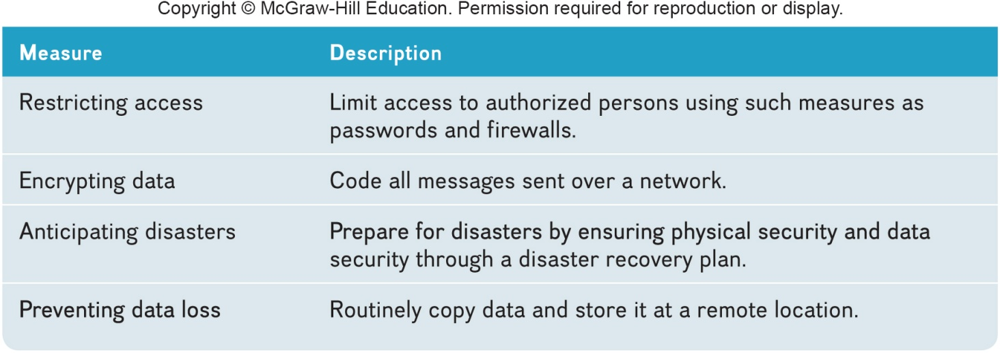 Copyright © McGraw-Hill Education. Permission required for reproduction or display.
Measure Description
Restricting access Limit access to authorized persons using such measures as
passwords and firewalls.
Encrypting data Code all messages sent over a network.
Anticipating disasters Prepare for disasters by ensuring physical security and data
security through a disaster recovery plan.
Preventing data loss Routinely copy data and store it at a remote location.